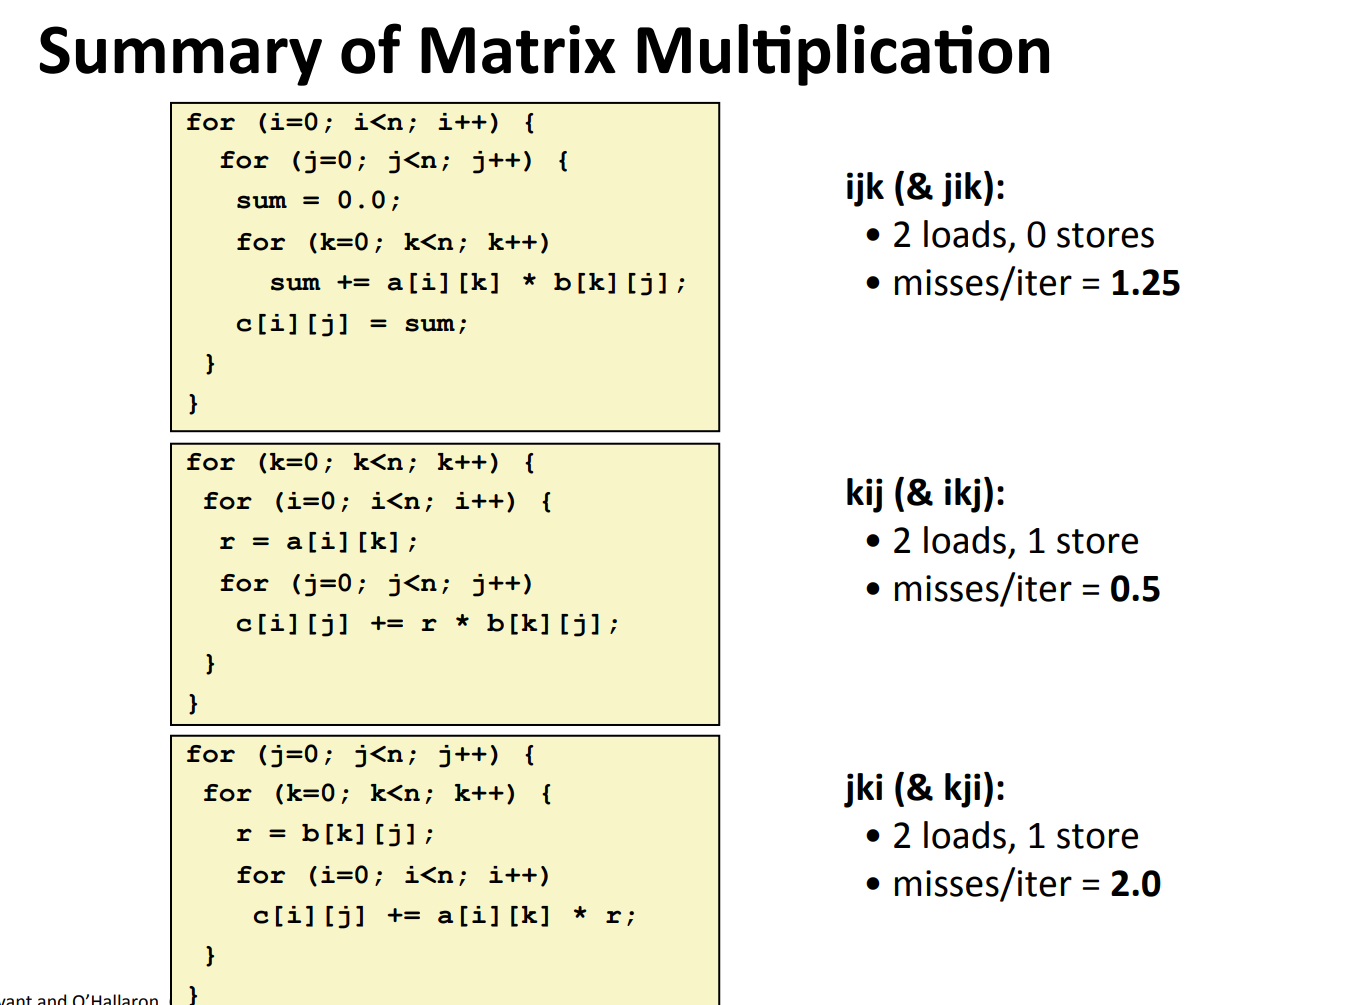 Summary of Matrix Multiplication
for (i=0; i<n; i++) {
for (j=0; j<n; j++) {
sum = 0.0;
for (k=0; k<n; k++)
sum += a[i][k] * b[k][j];
c[i][j] = sum;
}
}
ijk (& jik):
• 2 loads, 0 stores
• misses/iter = 1.25
for (k=0; k<n; k++) {
for (i=0; i<n; i++) {
r = a[i][k];
for (j=0; j<n; j++)
c[i][j] += r * b[k][j];
}
}
kij (& ikj):
• 2 loads, 1 store
• misses/iter = 0.5
for (j=0; j<n; j++) {
for (k=0; k<n; k++) {
r = b[k][j];
for (i=0; i<n; i++)
c[i][j] += a[i][k] * r;
}
}
jki (& kji):
• 2 loads, 1 store
• misses/iter = 2.0
and O'Hallaron